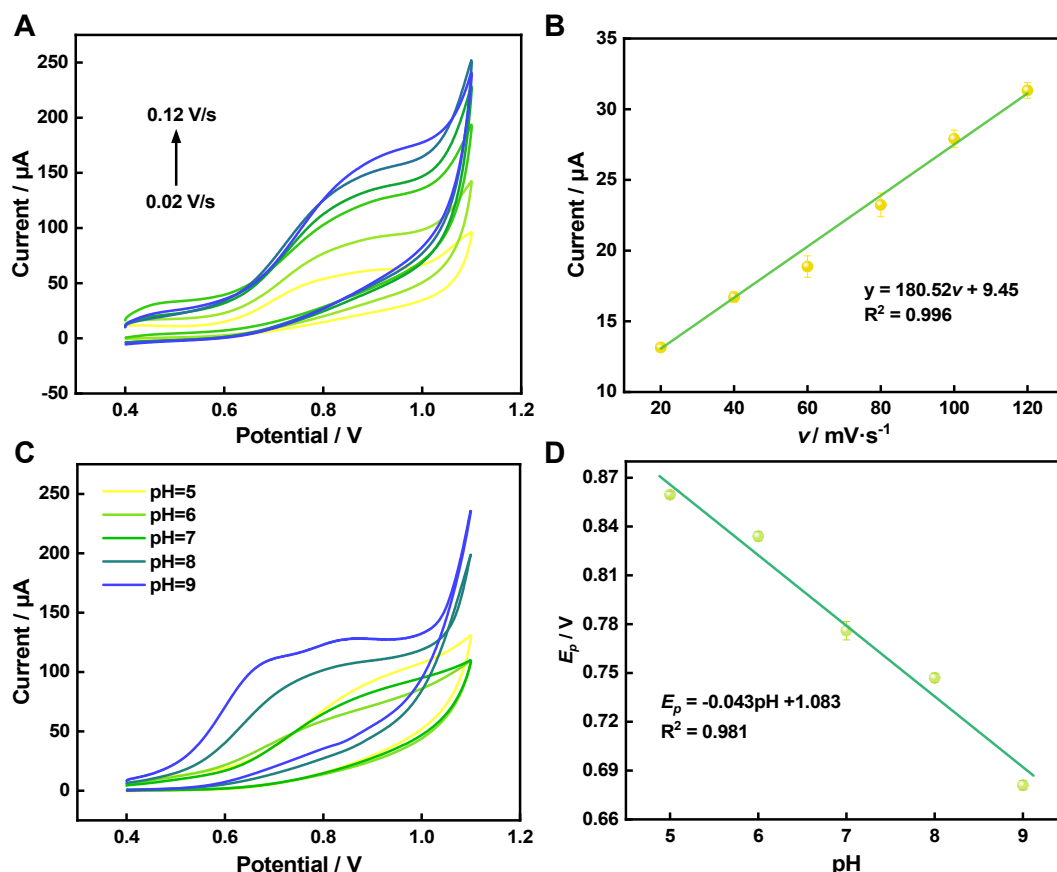 A
250
200
150
100
50
0
-50
Current / μA
0.12 V/s
0.02 V/s
0.4
0.6
0.8
1.0
1.2
Potential / V
B
35
31
26
22
18
13
10
Current / μA
y = 180.52v + 9.45
R² = 0.996
20
40
60
80
100
120
v / mV·s⁻¹
C
250
200
150
100
50
0
Current / μA
pH=5
pH=6
pH=7
pH=8
pH=9
0.4
0.6
0.8
1.0
1.2
Potential / V
D
0.87
0.84
0.81
0.78
0.75
0.72
0.69
0.66
Eₚ / V
Eₚ = -0.043pH +1.083
R² = 0.981
5
6
7
8
9
pH